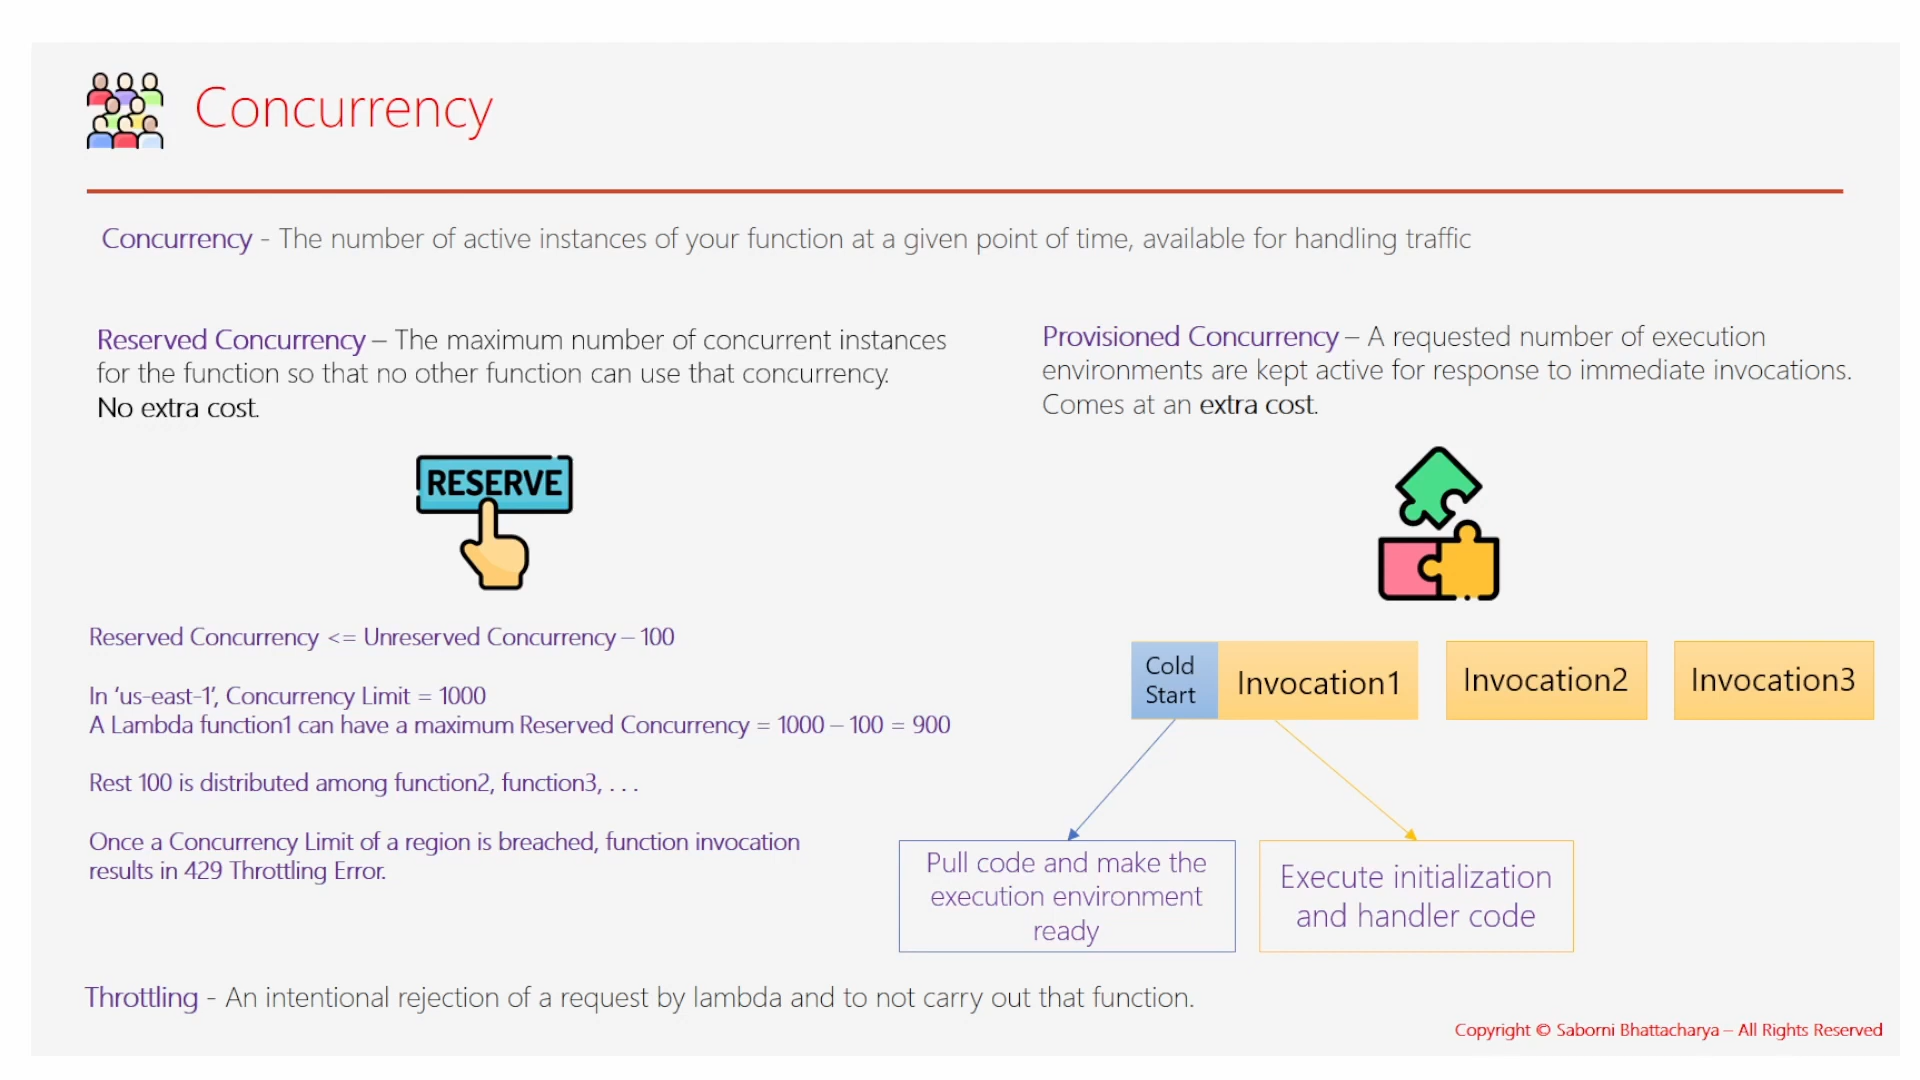 Concurrency
Concurrency - The number of active instances of your function at a given point of time, available for handling traffic
Reserved Concurrency – The maximum number of concurrent instances
for the function so that no other function can use that concurrency.
No extra cost.
RESERVE
Reserved Concurrency <= Unreserved Concurrency – 100
In ‘us-east-1’, Concurrency Limit = 1000
A Lambda function1 can have a maximum Reserved Concurrency = 1000 – 100 = 900
Rest 100 is distributed among function2, function3, . . .
Once a Concurrency Limit of a region is breached, function invocation
results in 429 Throttling Error.
Provisioned Concurrency – A requested number of execution
environments are kept active for response to immediate invocations.
Comes at an extra cost.
Cold
Start
Invocation1
Invocation2
Invocation3
Pull code and make the
execution environment
ready
Execute initialization
and handler code
Throttling - An intentional rejection of a request by lambda and to not carry out that function.
Copyright © Saborni Bhattacharya – All Rights Reserved